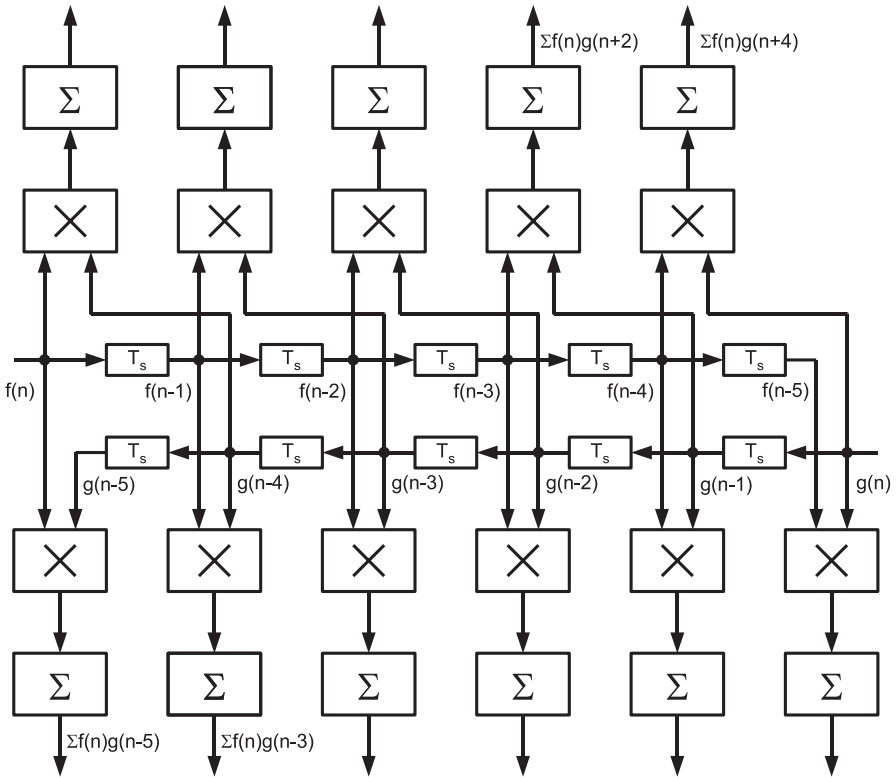 Σf(n)g(n+2) Σf(n)g(n+4)
Σ Σ Σ Σ Σ
× × × × ×
Ts Ts Ts Ts Ts
f(n) f(n-1) f(n-2) f(n-3) f(n-4) f(n-5)
Ts Ts Ts Ts Ts
g(n-5) g(n-4) g(n-3) g(n-2) g(n-1) g(n)
× × × × × ×
Σ Σ Σ Σ Σ Σ
Σf(n)g(n-5) Σf(n)g(n-3)